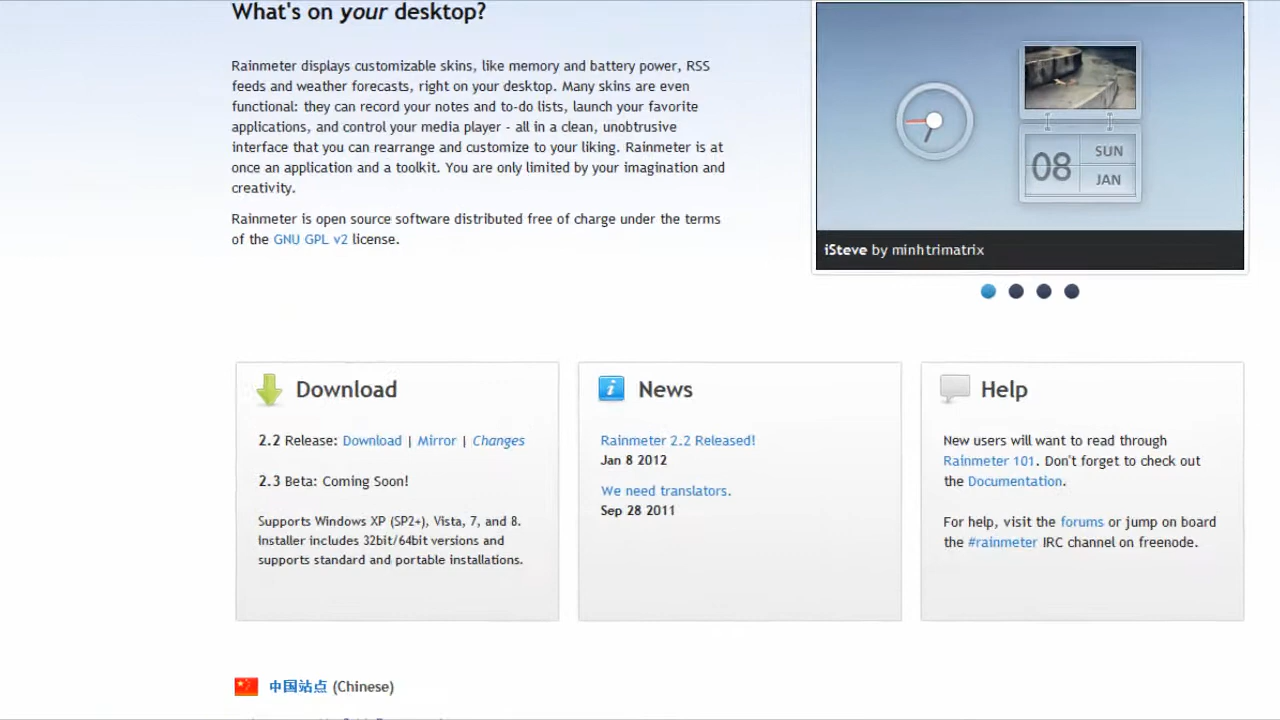 What's on your desktop?
Rainmeter displays customizable skins, like memory and battery power, RSS
feeds and weather forecasts, right on your desktop. Many skins are even
functional: they can record your notes and to-do lists, launch your favorite
applications, and control your media player - all in a clean, unobtrusive
interface that you can rearrange and customize to your liking. Rainmeter is at
once an application and a toolkit. You are only limited by your imagination and
creativity.
Rainmeter is open source software distributed free of charge under the terms
of the GNU GPL v2 license.
08
SUN
JAN
iSteve by minhtrimatrix
Download
2.2 Release: Download | Mirror | Changes
2.3 Beta: Coming Soon!
Supports Windows XP (SP2+), Vista, 7, and 8.
Installer includes 32bit/64bit versions and
supports standard and portable installations.
News
Rainmeter 2.2 Released!
Jan 8 2012
We need translators.
Sep 28 2011
Help
New users will want to read through
Rainmeter 101. Don't forget to check out
the Documentation.
For help, visit the forums or jump on board
the #rainmeter IRC channel on freenode.
中国站点 (Chinese)